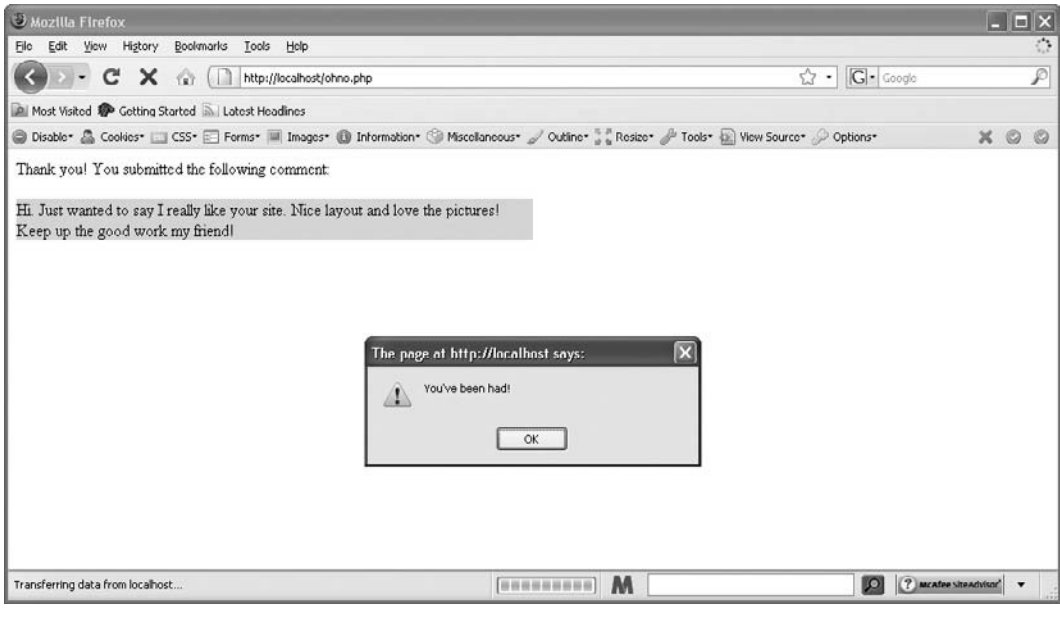 Mozilla Firefox
File Edit View History Bookmarks Tools Help
http://localhost/ohno.php
G Google
Most Visited Getting Started Latest Headlines
Disable Cookies CSS Forms Images Information Miscellaneous Outline Resize Tools View Source Options
Thank you! You submitted the following comment:
Hi. Just wanted to say I really like your site. Nice layout and love the pictures!
Keep up the good work my friend!
The page at http://localhost says:
You've been had!
OK
Transferring data from localhost...
M
McAfee SiteAdvisor